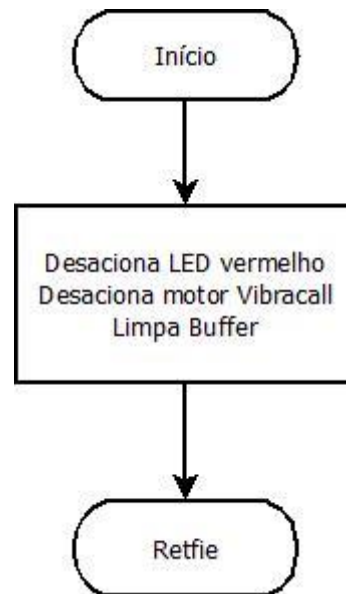 Início
Desaciona LED vermelho
Desaciona motor Vibracall
Limpa Buffer
Retfie